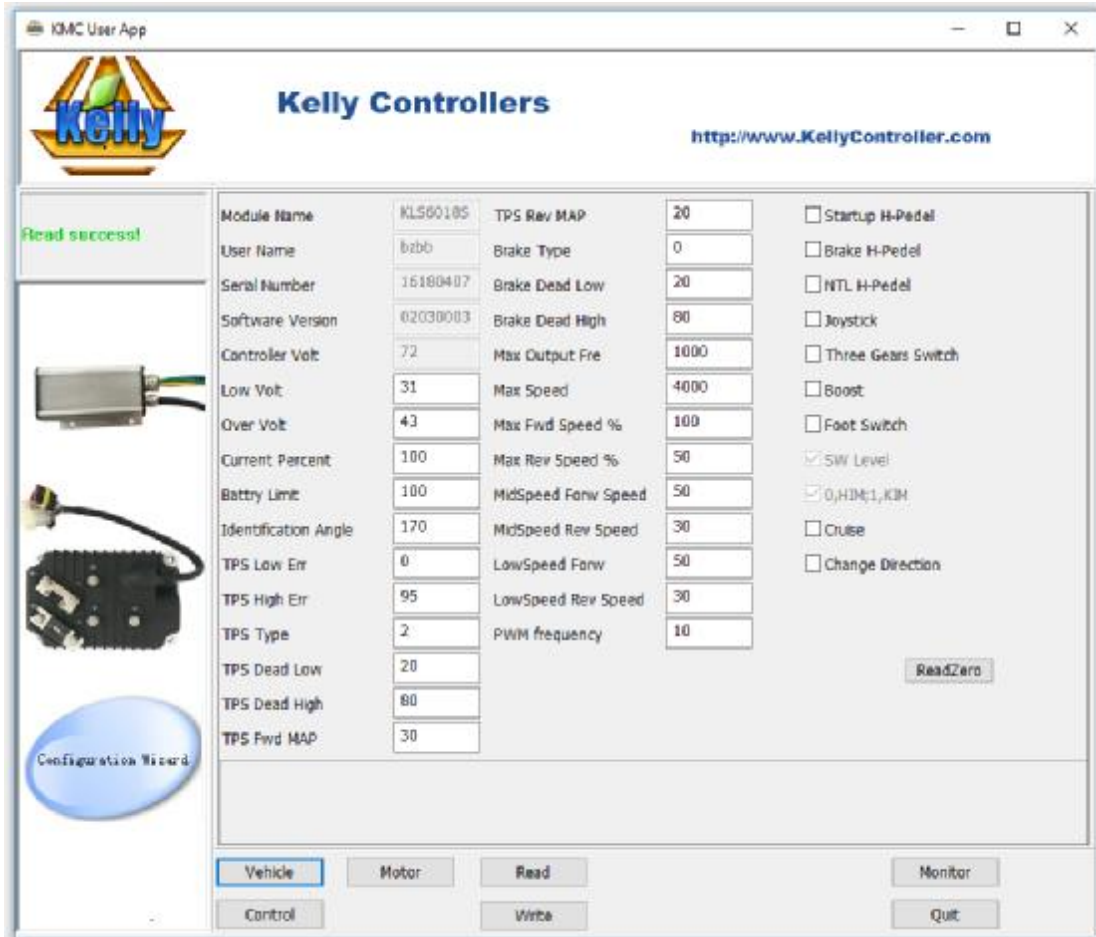 KMC User App
Kelly
Kelly Controllers
http://www.KellyController.com
Read success!
Configuration Wizard
Module Name KLS6018S
User Name bzbb
Serial Number 16180407
Software Version 02030003
Controller Volt 72
Low Volt 31
Over Volt 43
Current Percent 100
Battry Limit 100
Identification Angle 170
TPS Low Err 0
TPS High Err 95
TPS Type 2
TPS Dead Low 20
TPS Dead High 80
TPS Fwd MAP 30
TPS Rev MAP 20
Brake Type 0
Brake Dead Low 20
Brake Dead High 80
Max Output Fre 1000
Max Speed 4000
Max Fwd Speed % 100
Max Rev Speed % 50
MidSpeed Forw Speed 50
MidSpeed Rev Speed 30
LowSpeed Forw 50
LowSpeed Rev Speed 30
PWM frequency 10
Startup H-Pedel
Brake H-Pedel
NTL H-Pedel
Joystick
Three Gears Switch
Boost
Foot Switch
SW Level
0,HIM;1,KIM
Cruise
Change Direction
ReadZero
Vehicle Motor Read Monitor
Control Write Quit